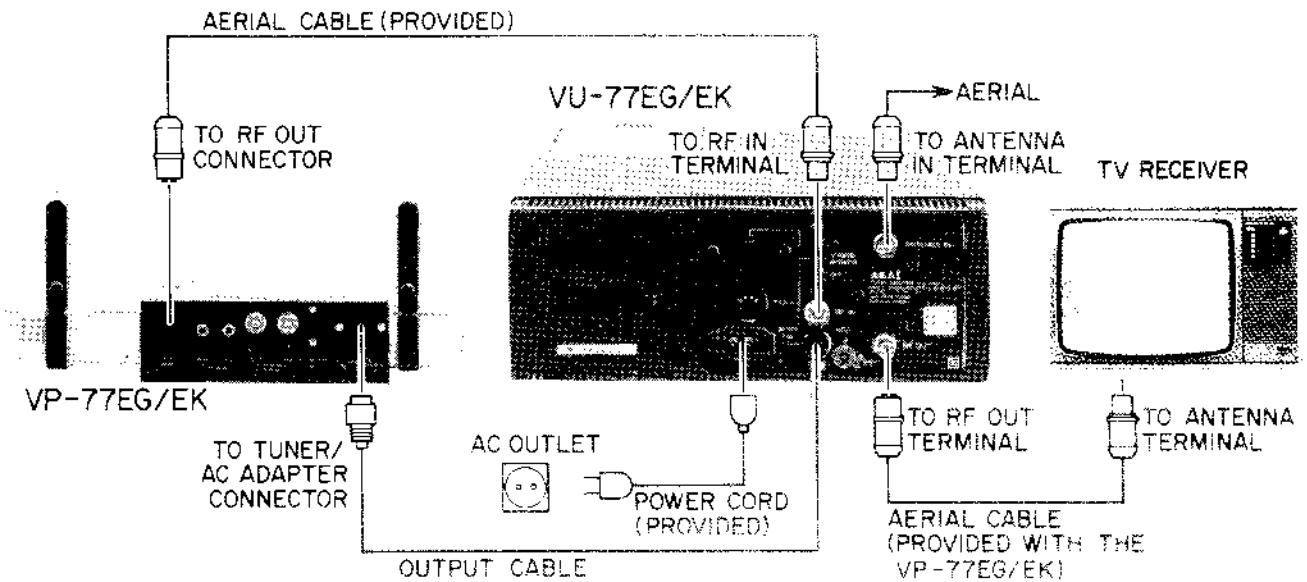 AERIAL CABLE (PROVIDED)
VU-77EG/EK
AERIAL
TO RF OUT
CONNECTOR
TO RF IN
TERMINAL
TO ANTENNA
IN TERMINAL
TV RECEIVER
AKAI
VP-77EG/EK
TO TUNER/
AC ADAPTER
CONNECTOR
AC OUTLET
POWER CORD
(PROVIDED)
TO RF OUT
TERMINAL
TO ANTENNA
TERMINAL
OUTPUT CABLE
AERIAL CABLE
(PROVIDED WITH THE
VP-77EG/EK)